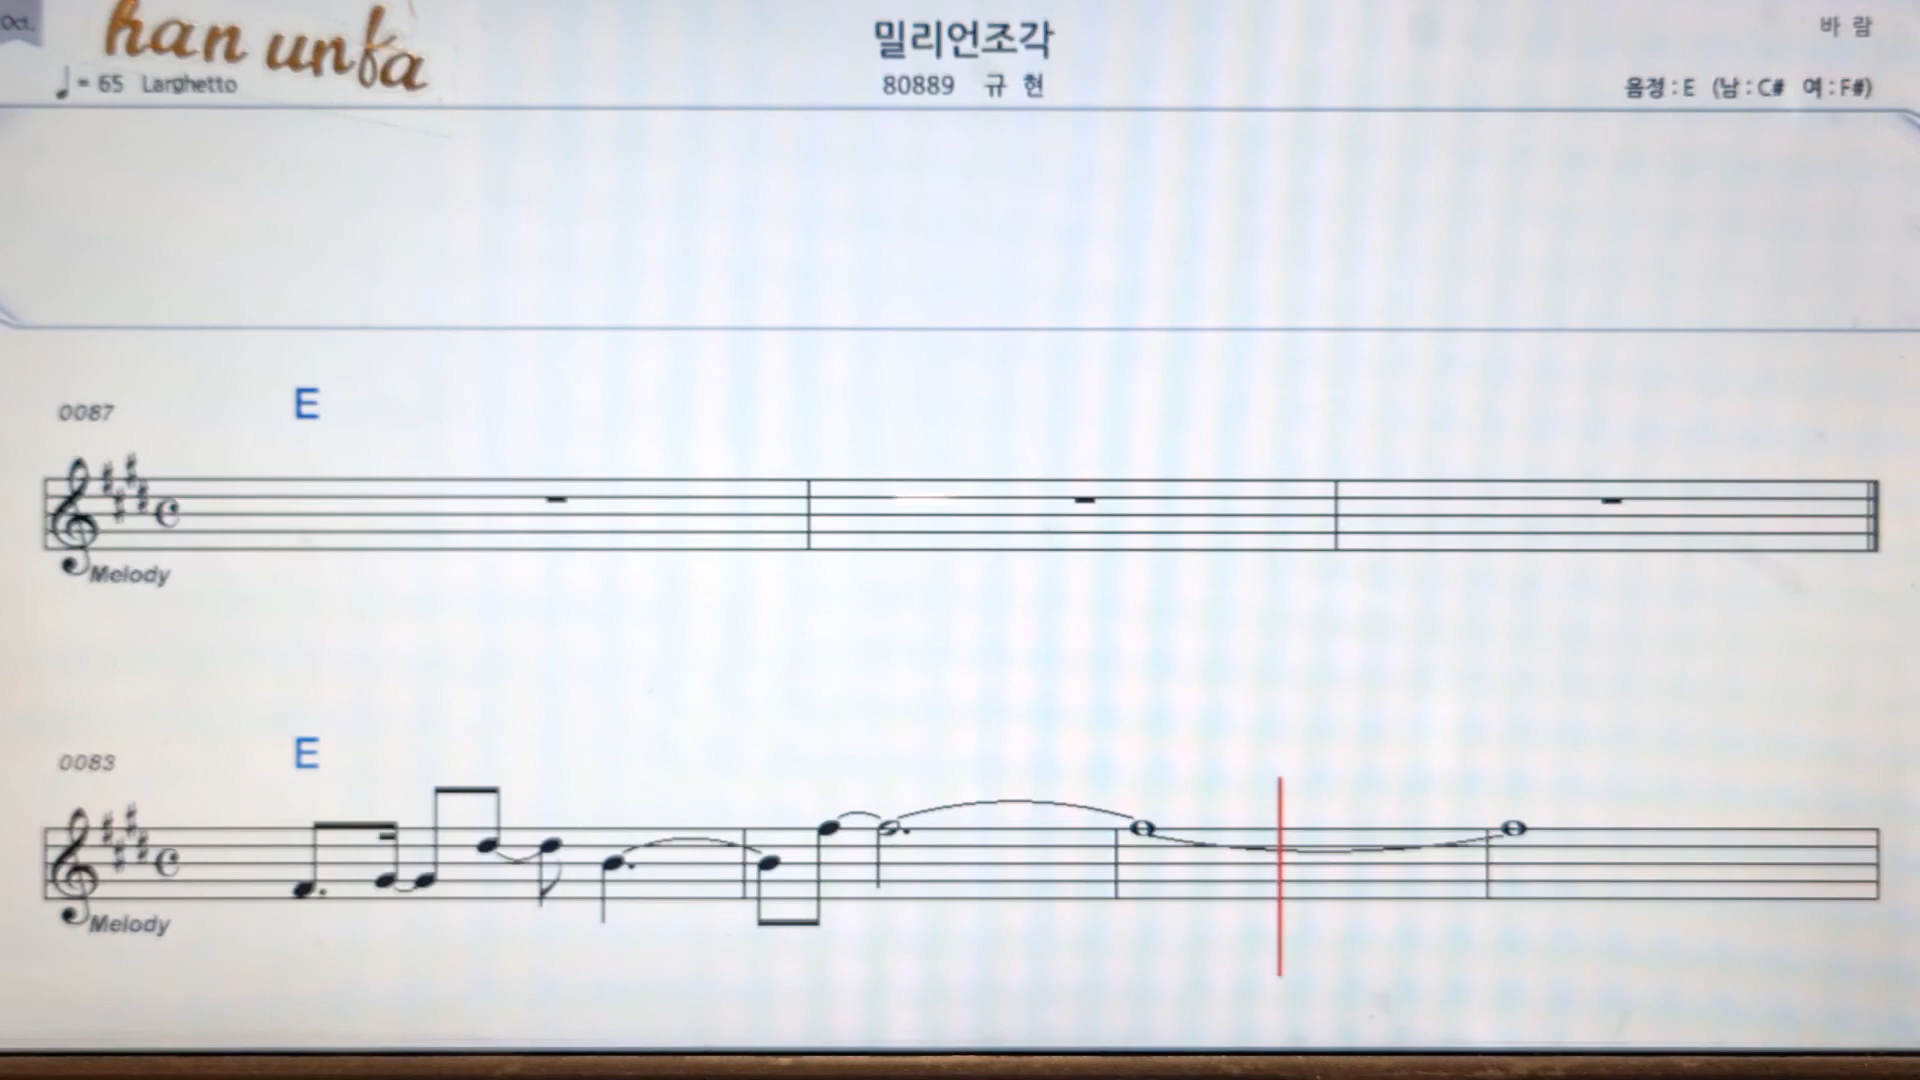 Oct.
han unfa
밀리언조각
바 람
♩ = 65 Larghetto
80889 규 현
음정 : E (남 : C# 여 : F#)
0087 E
Melody
0083 E
Melody